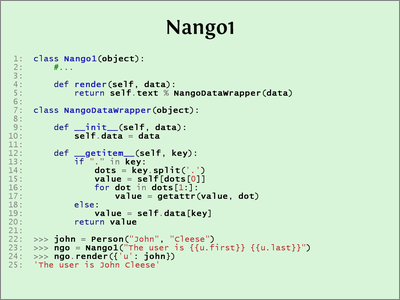 Nango1
1: class Nango1(object):
2:     #...
3:
4:     def render(self, data):
5:         return self.text % NangoDataWrapper(data)
6:
7: class NangoDataWrapper(object):
8:
9:     def __init__(self, data):
10:         self.data = data
11:
12:     def __getitem__(self, key):
13:         if "." in key:
14:             dots = key.split('.')
15:             value = self[dots[0]]
16:             for dot in dots[1:]:
17:                 value = getattr(value, dot)
18:         else:
19:             value = self.data[key]
20:         return value
21:
22: >>> john = Person("John", "Cleese")
23: >>> ngo = Nango1("The user is {{u.first}} {{u.last}}")
24: >>> ngo.render({'u': john})
25: 'The user is John Cleese'